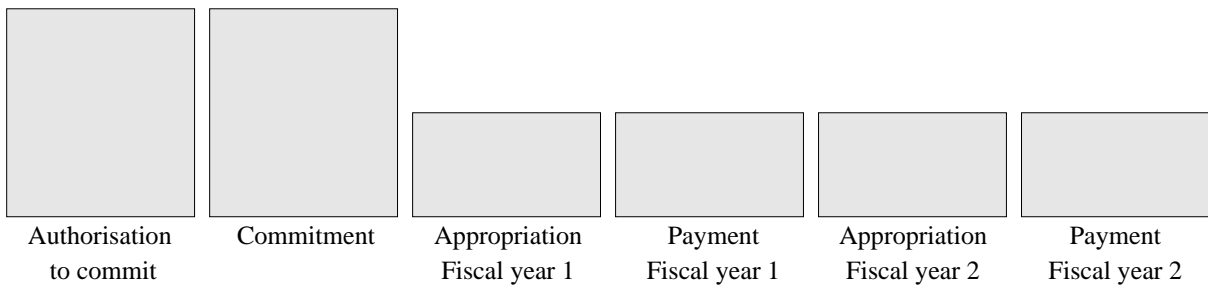 Authorisation
to commit
Commitment
Appropriation
Fiscal year 1
Payment
Fiscal year 1
Appropriation
Fiscal year 2
Payment
Fiscal year 2